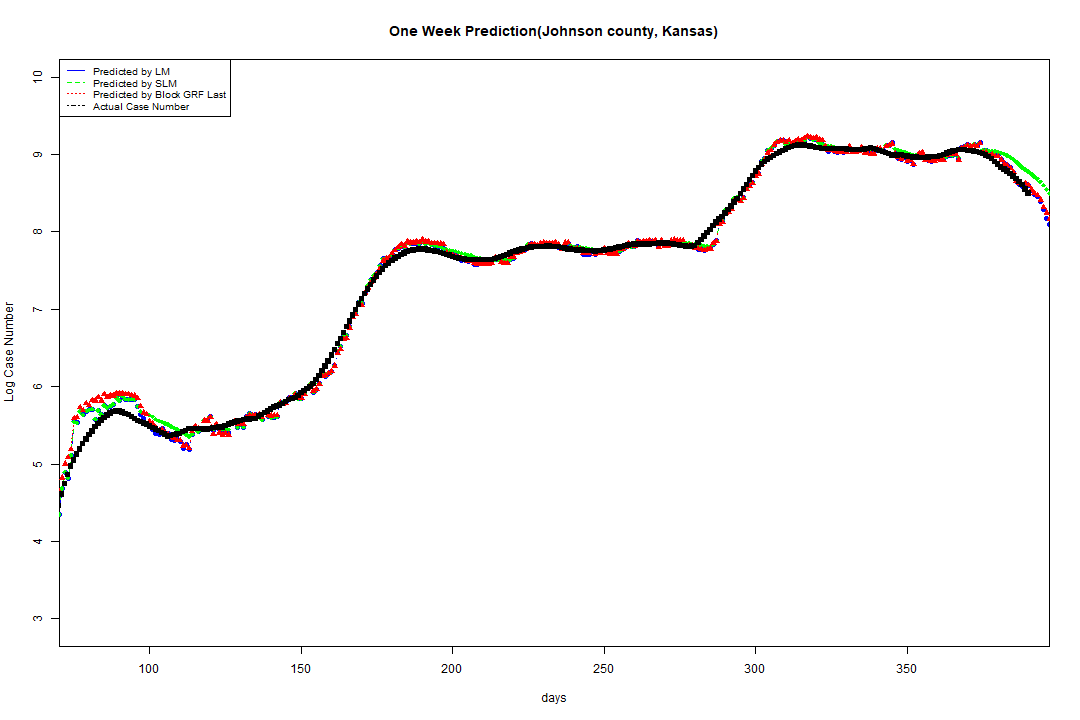 One Week Prediction(Johnson county, Kansas)
Predicted by LM
Predicted by SLM
Predicted by Block GRF Last
Actual Case Number
10
9
8
7
6
5
4
3
Log Case Number
100 150 200 250 300 350
days